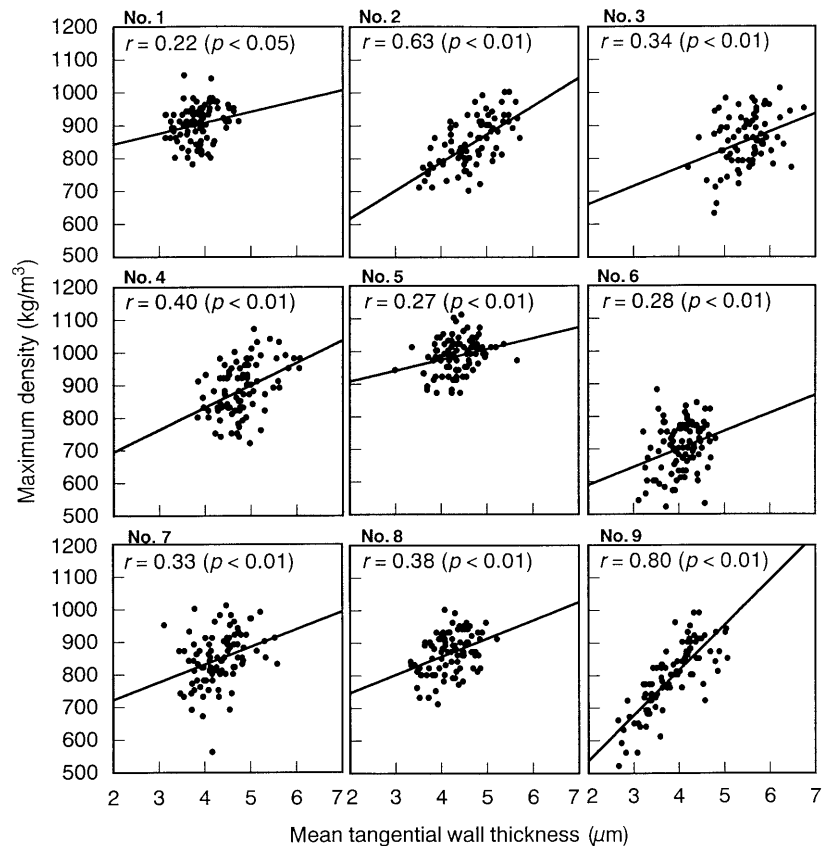 No. 1 No. 2 No. 3
r = 0.22 (p < 0.05) r = 0.63 (p < 0.01) r = 0.34 (p < 0.01)
1200
1100
1000
900
800
700
600
500
No. 4 No. 5 No. 6
r = 0.40 (p < 0.01) r = 0.27 (p < 0.01) r = 0.28 (p < 0.01)
1200
1100
1000
900
800
700
600
500
No. 7 No. 8 No. 9
r = 0.33 (p < 0.01) r = 0.38 (p < 0.01) r = 0.80 (p < 0.01)
1200
1100
1000
900
800
700
600
500
Maximum density (kg/m³)
2 3 4 5 6 72 3 4 5 6 72 3 4 5 6 7
Mean tangential wall thickness (μm)